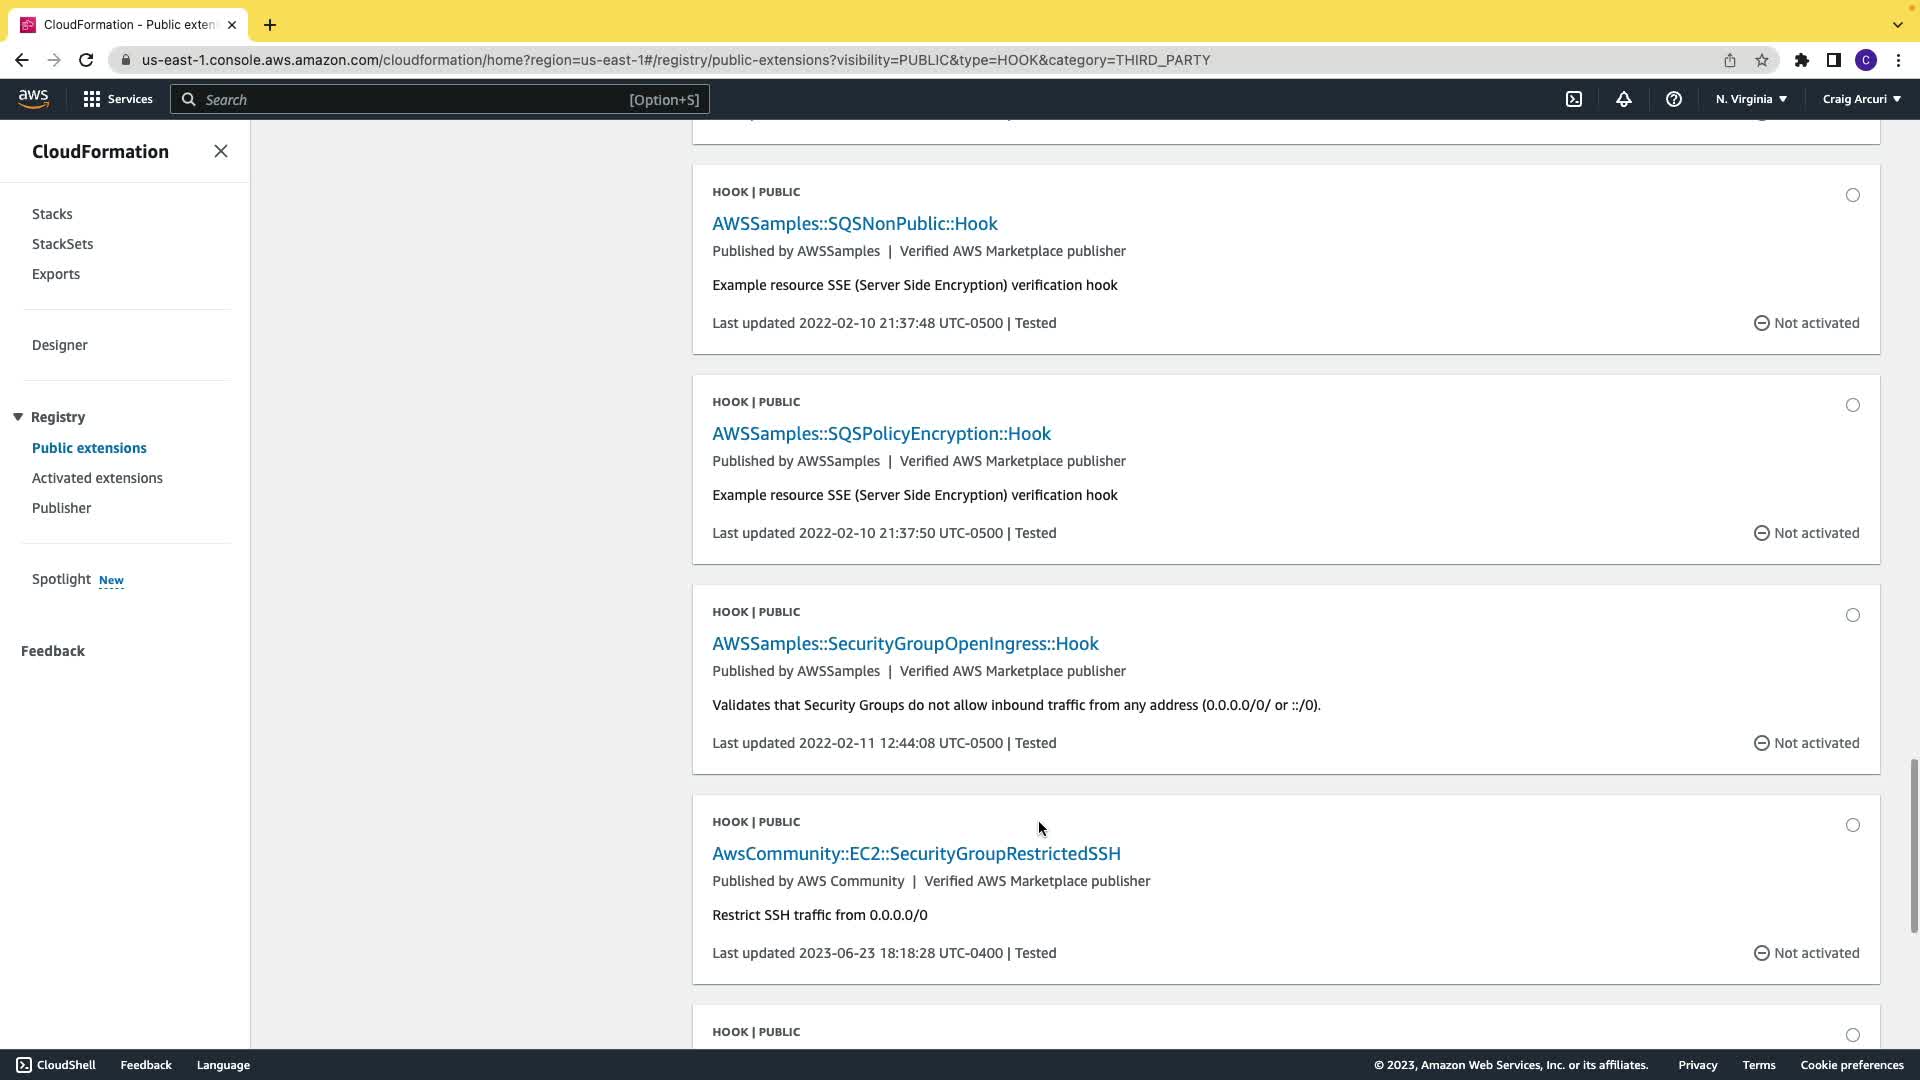 CloudFormation - Public exten
us-east-1.console.aws.amazon.com/cloudformation/home?region=us-east-1#/registry/public-extensions?visibility=PUBLIC&type=HOOK&category=THIRD_PARTY
C
aws
Services
Search
[Option+S]
N. Virginia
Craig Arcuri
CloudFormation
Stacks
StackSets
Exports
Designer
Registry
Public extensions
Activated extensions
Publisher
Spotlight New
Feedback
HOOK | PUBLIC
AWSSamples::SQSNonPublic::Hook
Published by AWSSamples | Verified AWS Marketplace publisher
Example resource SSE (Server Side Encryption) verification hook
Last updated 2022-02-10 21:37:48 UTC-0500 | Tested
Not activated
HOOK | PUBLIC
AWSSamples::SQSPolicyEncryption::Hook
Published by AWSSamples | Verified AWS Marketplace publisher
Example resource SSE (Server Side Encryption) verification hook
Last updated 2022-02-10 21:37:50 UTC-0500 | Tested
Not activated
HOOK | PUBLIC
AWSSamples::SecurityGroupOpenIngress::Hook
Published by AWSSamples | Verified AWS Marketplace publisher
Validates that Security Groups do not allow inbound traffic from any address (0.0.0.0/0/ or ::/0).
Last updated 2022-02-11 12:44:08 UTC-0500 | Tested
Not activated
HOOK | PUBLIC
AwsCommunity::EC2::SecurityGroupRestrictedSSH
Published by AWS Community | Verified AWS Marketplace publisher
Restrict SSH traffic from 0.0.0.0/0
Last updated 2023-06-23 18:18:28 UTC-0400 | Tested
Not activated
HOOK | PUBLIC
CloudShell
Feedback
Language
© 2023, Amazon Web Services, Inc. or its affiliates.
Privacy
Terms
Cookie preferences